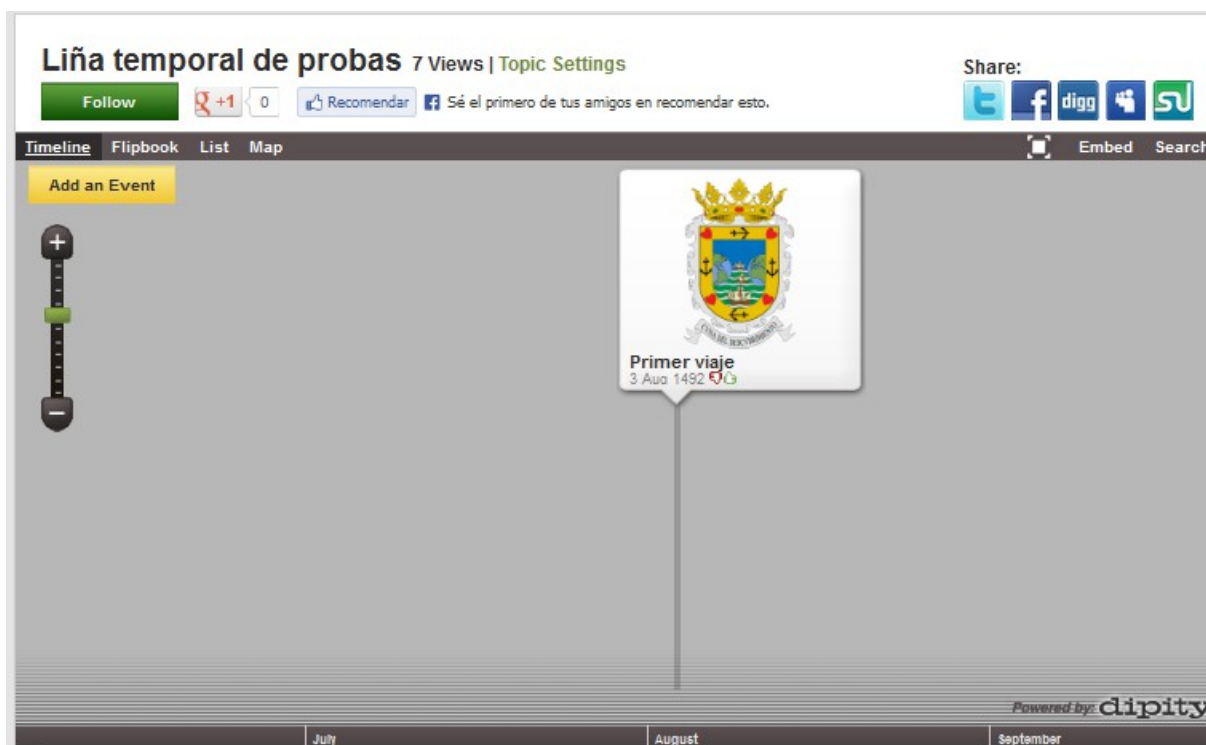 Liña temporal de probas 7 Views | Topic Settings
Share:
Follow
+1 0
Recomendar Sé el primero de tus amigos en recomendar esto.
digg
Timeline Flipbook List Map Embed Search
Add an Event
Primer viaje
3 Aug 1492
Powered by: dipity
July August September